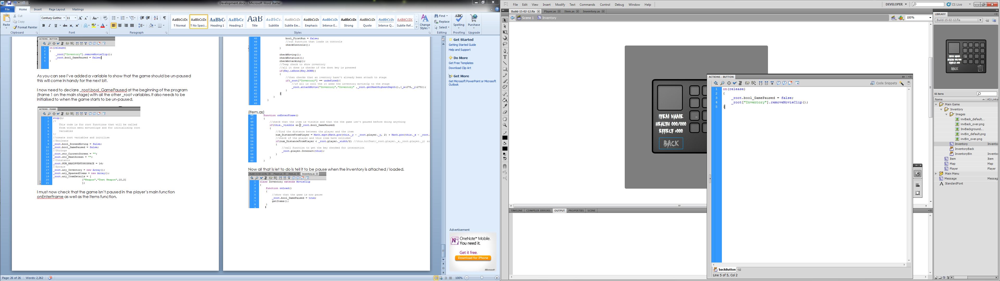 Development.docx - Microsoft Word Starter
File Home Insert Page Layout Mailings
Paste
Cut
Copy
Format Painter
Clipboard
Century Gothic 11
Font
Paragraph
AaBbCcDc AaBbCcDc AaBbCc AaBbCc AaB AaBbCc. AaBbCcDc AaBbCcDc AaBbCcDc AaBbCcDc AaBbCcDc AaBbCcDc AABBCCDC
¶ Normal ¶ No Spaci... Heading 1 Heading 2 Title Subtitle Subtle Em... Emphasis Intense E... Strong Quote Intense Q... Subtle Ref...
Styles
Change Styles
Find
Replace
Select
Editing
Spelling
Proofing
Purchase
Upgrade
ACTIONS - BUTTON
1 on(release)
2 {
3 _root["Inventory"].removeMovieClip();
4 _root.bool_GamePaused = false;
5 }
As you can see I've added a variable to show that the game should be un-paused
this will come in handy for the next bit.
I now need to declare _root.bool_GamePaused at the beginning of the program
(frame 1 on the main stage) with all the other _root variables. It also needs to be
initialised to when the game starts to be un-paused.
ACTIONS - FRAME
1 stop();
2 /*
3 This code is for root functions that will be called
4 from within menu movieclips and for initialising root
5 variables
6 */
7 //create root variables and initilise
8 //Booleans
9 _root.bool_ScreenMoving = false;
10 _root.bool_GamePaused = false;
11 //Strings
12 _root.str_CurrentScreen = "";
13 _root.str_NextScreen = "";
14 //Constants
15 _root.NUM_MAXINVENTORYSPACE = 16;
16 //Arrays
17 _root.ary_Inventory = new Array();
18 _root.ary_SpawnedItems = new Array();
19 _root.ary_ItemDetails = [
20 ["Weapon","Test Weapon",10,2]
21 ];
I must now check that the game isn't paused in the player's main function
onEnterFrame as well as the items function.
45 bool_FirstRun = false;
46 //run function that loads in controls
47 checkControls();
48 }
49
50 checkMoving();
51 checkRotation();
52 checkAttacking();
53 //Temp check to show inventory
54 //all it does is checks if the down key is pressed
55 if(Key.isDown(Key.DOWN))
56 {
57 //then checks that an iventory hasn't already been attach to stage
58 if(_root["Inventory"] == undefined){
59 //if all is cool the it adds the inventory movieclip to the stage
60 _root.attachMovie("Inventory","Inventory" ,_root.getNextHighestDepth(),{_x:275,_y:275});
61 }
62 }
63 }
64 }
65
(Item.as)
46 function onEnterFrame()
47 {
48 //check that the item is visible and that the the game isn't paused before doing anything
49 if(this._visible && !_root.bool_GamePaused)
50 {
51 //find the distance between the player and the item
52 num_DistanceFromPlayer = Math.sqrt(Math.pow(this._y - _root.player._y, 2) + Math.pow(this._x - _root.
53 //check if the player and this item have collided
54 if(num_DistanceFromPlayer < _root.player._width/2) //this.hitTest(_root.player._x,_root.player._y) &&
55 {
56 //call function to get the key checked for interaction
57 _root.player.Interact(this);
58 }
59 }
60 }
Now all that is let to do is tell it to be pause when the inventory is attached / loaded.
Build-15-02-12.fla Player.as Item.as Inventory.as
1 class Inventory extends MovieClip
2 {
3 function onLoad()
4 {
5 //show that the game is now pause
6 _root.bool_GamePaused = true;
7 getItems();
8 }
Get Started
Getting Started Guide
Help and Support
Do More
Get Free Templates
Download Clip Art
Get More
Get Microsoft PowerPoint or Microsoft
Outlook
Advertisement
OneNote™ Mobile.
You need it.
Get it free.
Download for iPhone
Microsoft
Page: 26 of 26 Words: 2,262 100%
Fl File Edit View Insert Modify Text Commands Control Debug Window Help
DEVELOPER CS Live
Build-15-02-12.fla Player.as Item.as Inventory.as
Scene 1 Inventory 100%
ITEM NAME
HEALTH 000/000
EFFECT +000
BACK
ACTIONS - BUTTON
Code Snippets
1 on(release)
2 {
3 _root.bool_GamePaused = false;
4 _root["Inventory"].removeMovieClip();
5 }
backButton
Line 5 of 5, Col 2
TIMELINE COMPILER ERRORS OUTPUT PROPERTIES SCENE
LIBRARY
Build-15-02-12.fla
ITEM NAME
HEALTH 000/000
EFFECT +000
BACK
66 items
Name AS Linka
Main Game
Inventory
Images
invBack_default....
invBack_over.png
InvBackground....
invBin_default.png
invBin_over.png
Inventory Invento
InventoryBack
InventoryBin Invento
Item Item
Map Map
Player Player
Main Menu
Message Messag
StandardFont